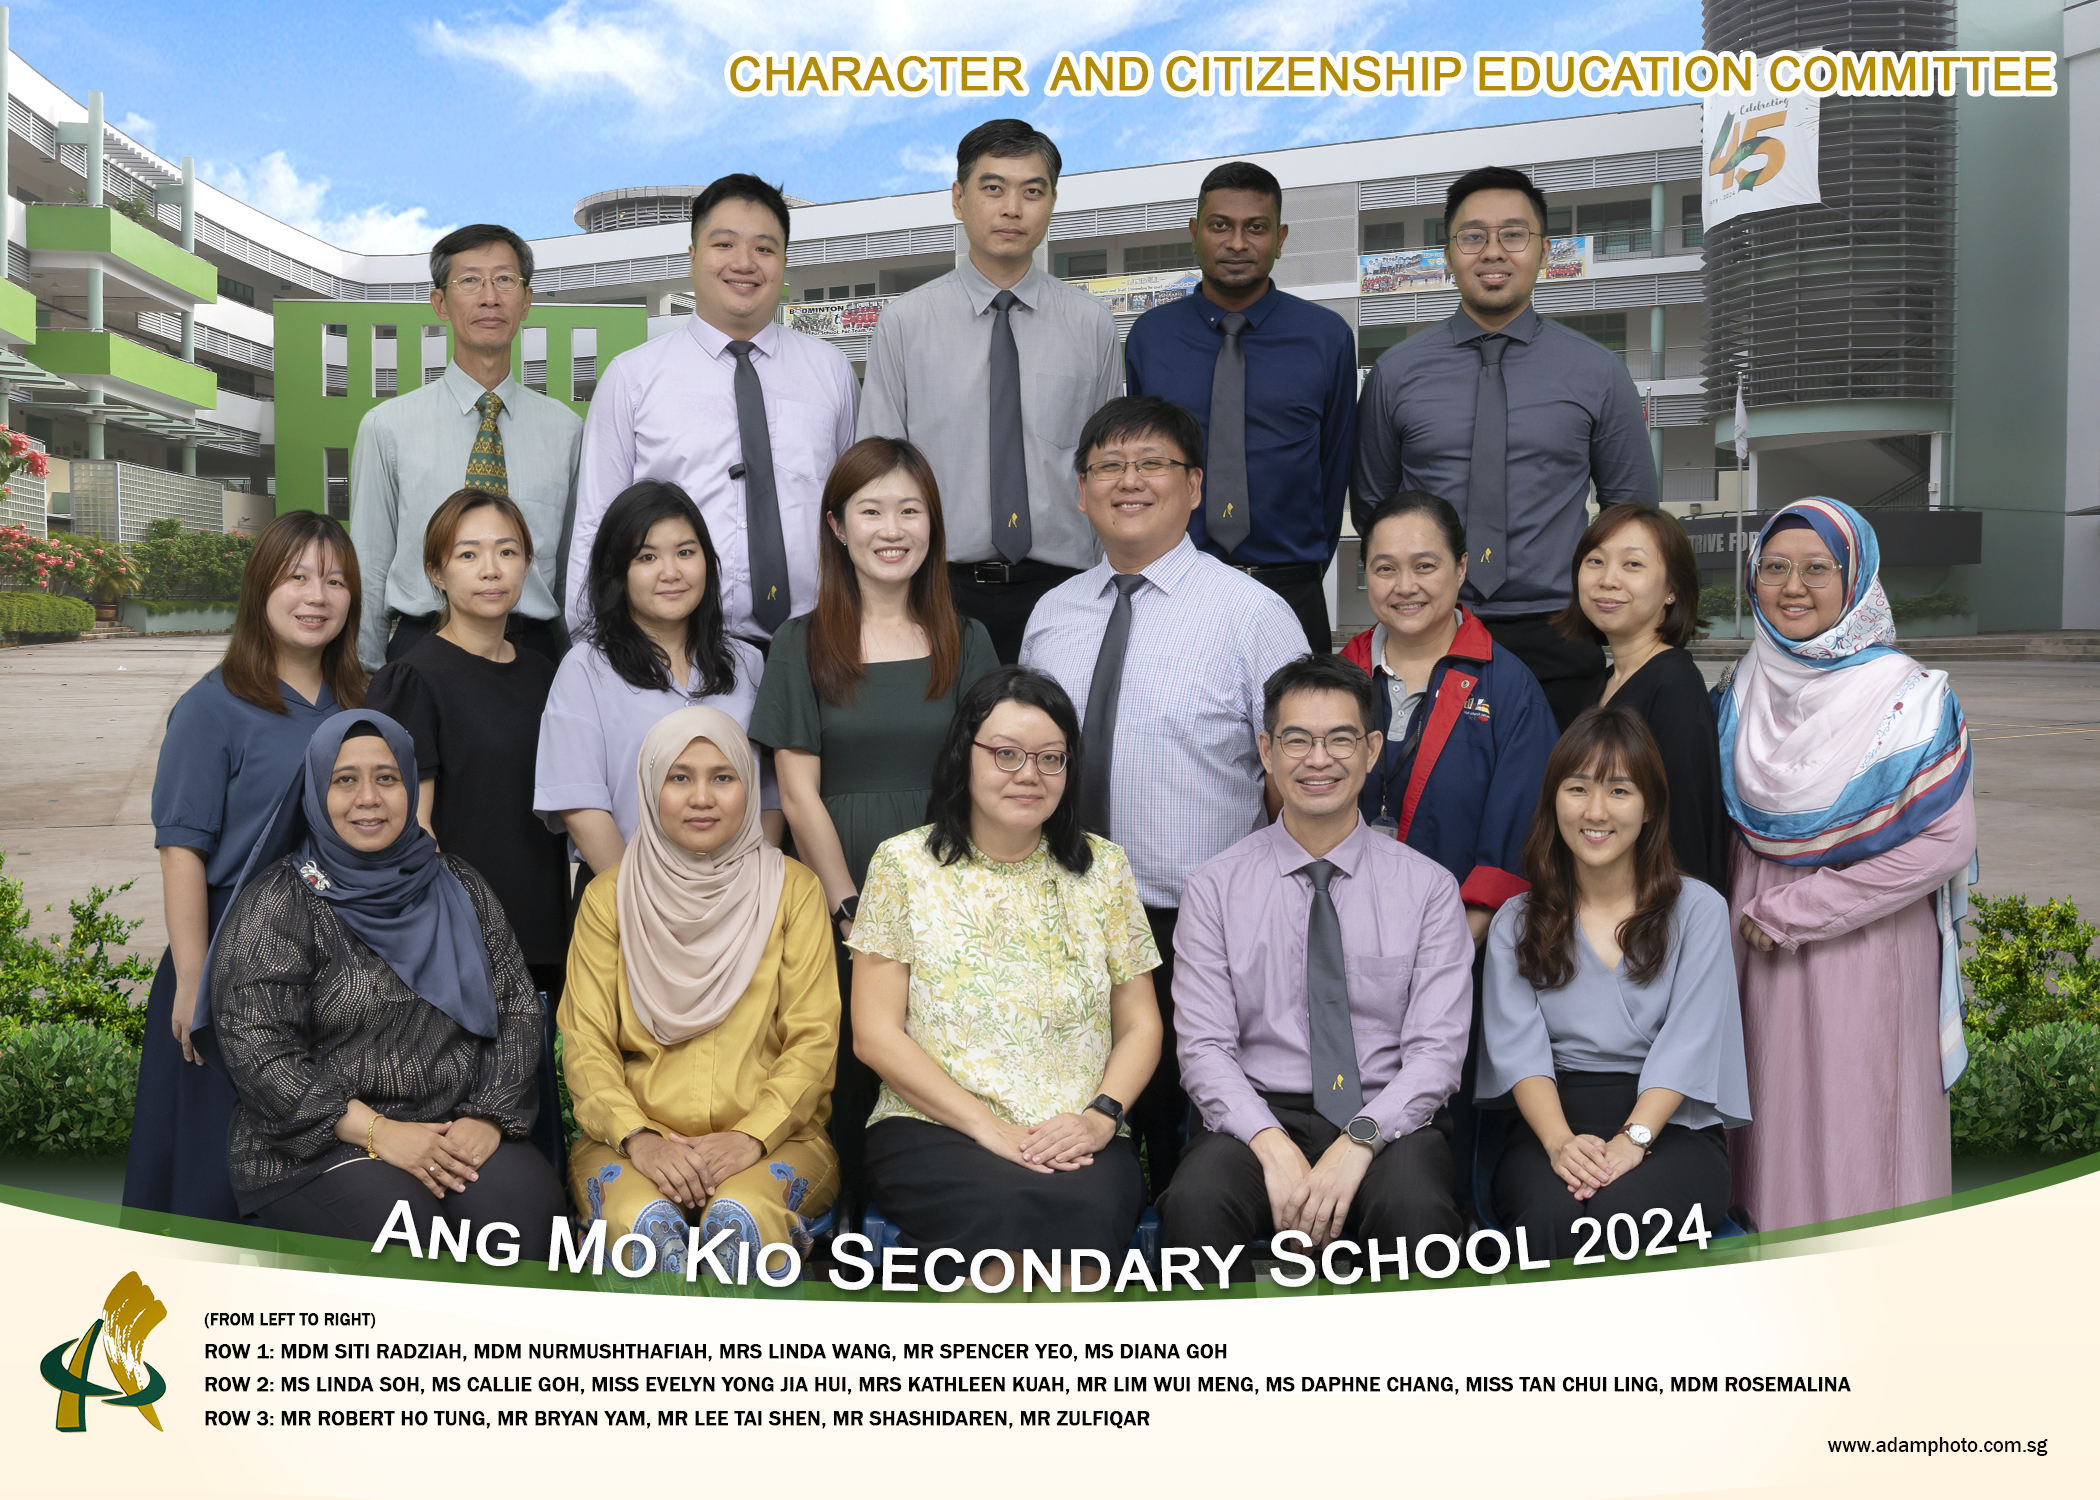 CHARACTER AND CITIZENSHIP EDUCATION COMMITTEE
Celebrating
45
1979 - 2024
BADMINTON
TRIVE FOR
ANG MO KIO SECONDARY SCHOOL 2024
(FROM LEFT TO RIGHT)
ROW 1: MDM SITI RADZIAH, MDM NURMUSHTHAFIAH, MRS LINDA WANG, MR SPENCER YEO, MS DIANA GOH
ROW 2: MS LINDA SOH, MS CALLIE GOH, MISS EVELYN YONG JIA HUI, MRS KATHLEEN KUAH, MR LIM WUI MENG, MS DAPHNE CHANG, MISS TAN CHUI LING, MDM ROSEMALINA
ROW 3: MR ROBERT HO TUNG, MR BRYAN YAM, MR LEE TAI SHEN, MR SHASHIDAREN, MR ZULFIQAR
www.adamphoto.com.sg